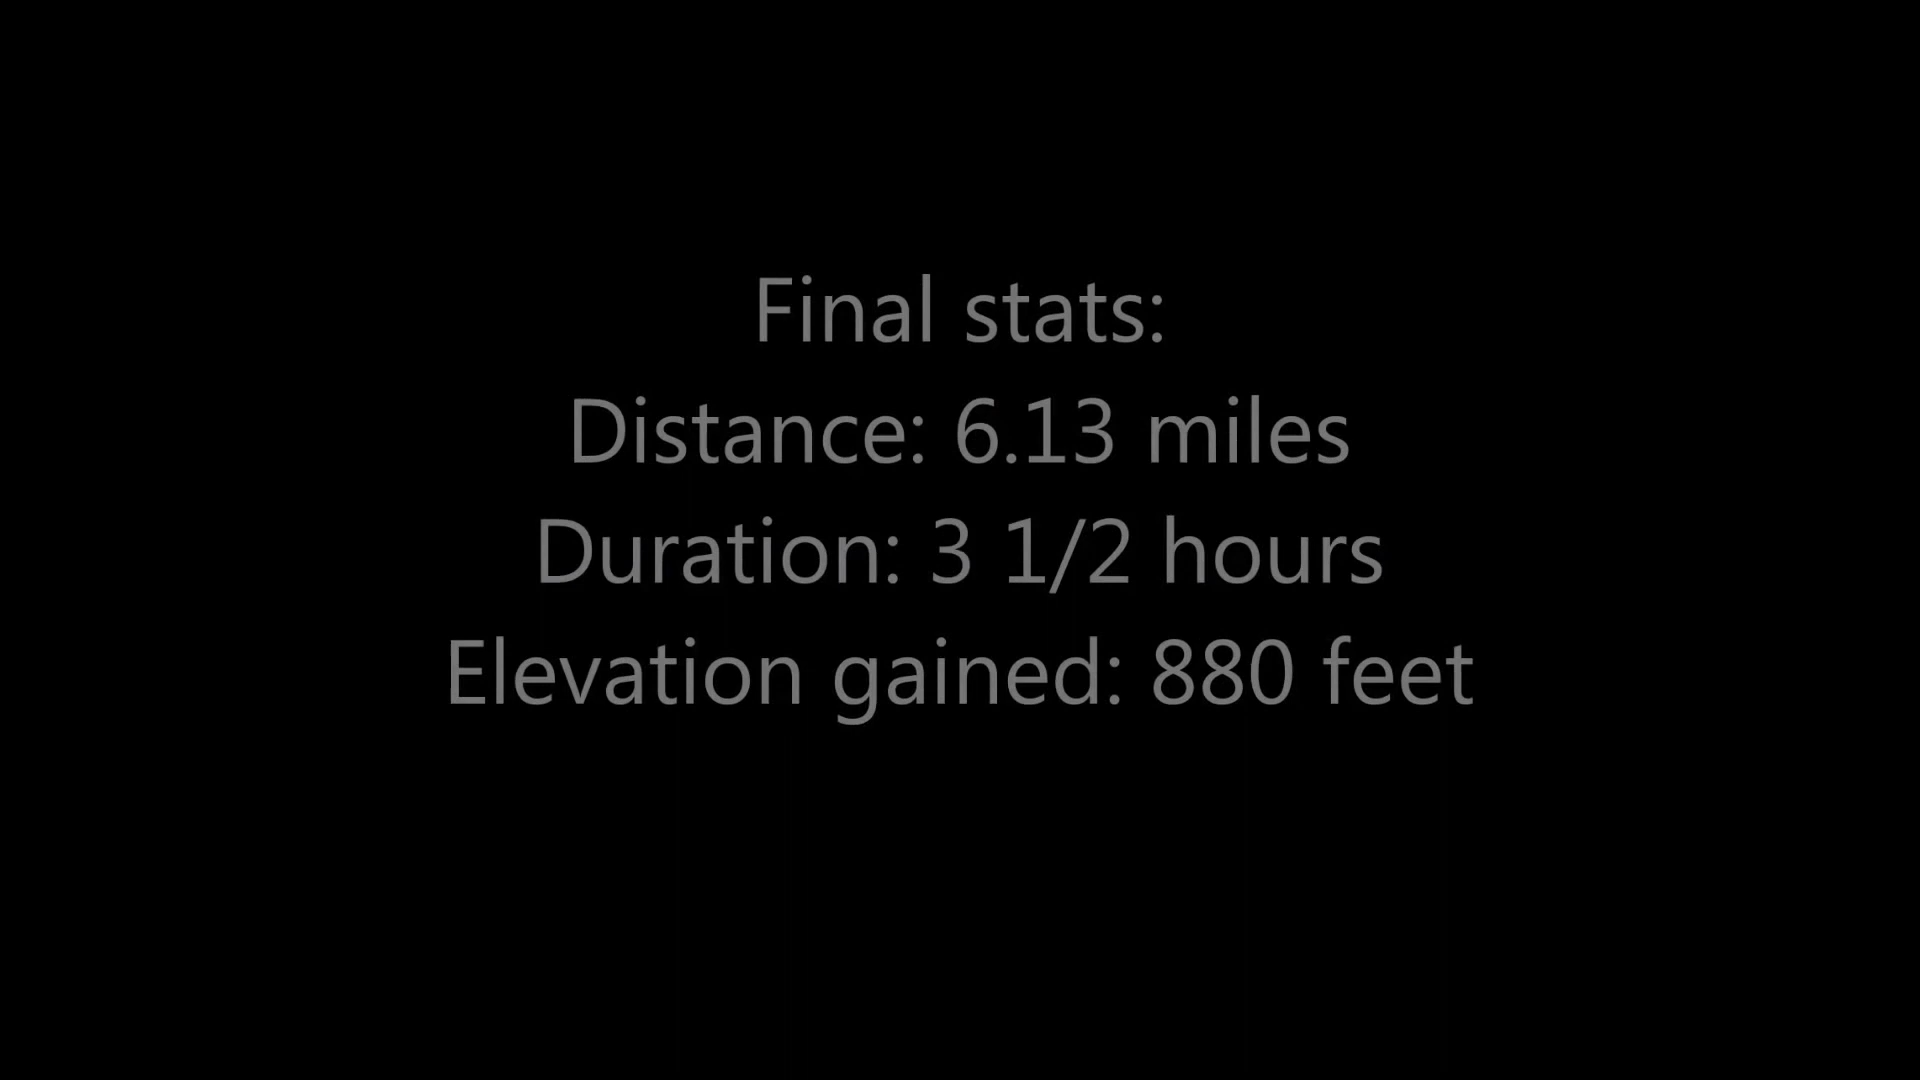 Final stats:
Distance: 6.13 miles
Duration: 3 1/2 hours
Elevation gained: 880 feet